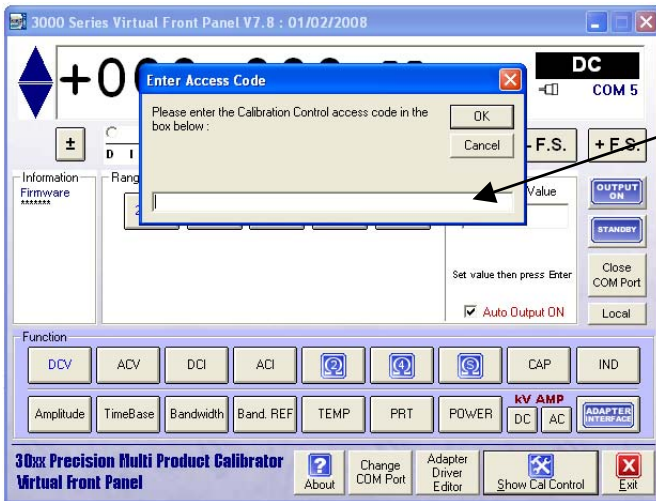 3000 Series Virtual Front Panel V7.8 : 01/02/2008
DC
COM 5
Enter Access Code
Please enter the Calibration Control access code in the
box below :
OK
Cancel
±
D I
- F.S.
+ F.S.
Information
Firmware
*******
Rang
Value
OUTPUT
ON
STANDBY
Set value then press Enter
Close
COM Port
Auto Output ON
Local
Function
DCV
ACV
DCI
ACI
Ω2
Ω4
ΩS
CAP
IND
Amplitude
TimeBase
Bandwidth
Band. REF
TEMP
PRT
POWER
kV AMP
DC
AC
ADAPTER
INTERFACE
30xx Precision Multi Product Calibrator
Virtual Front Panel
?
About
Change
COM Port
Adapter
Driver
Editor
Show Cal Control
X
Exit